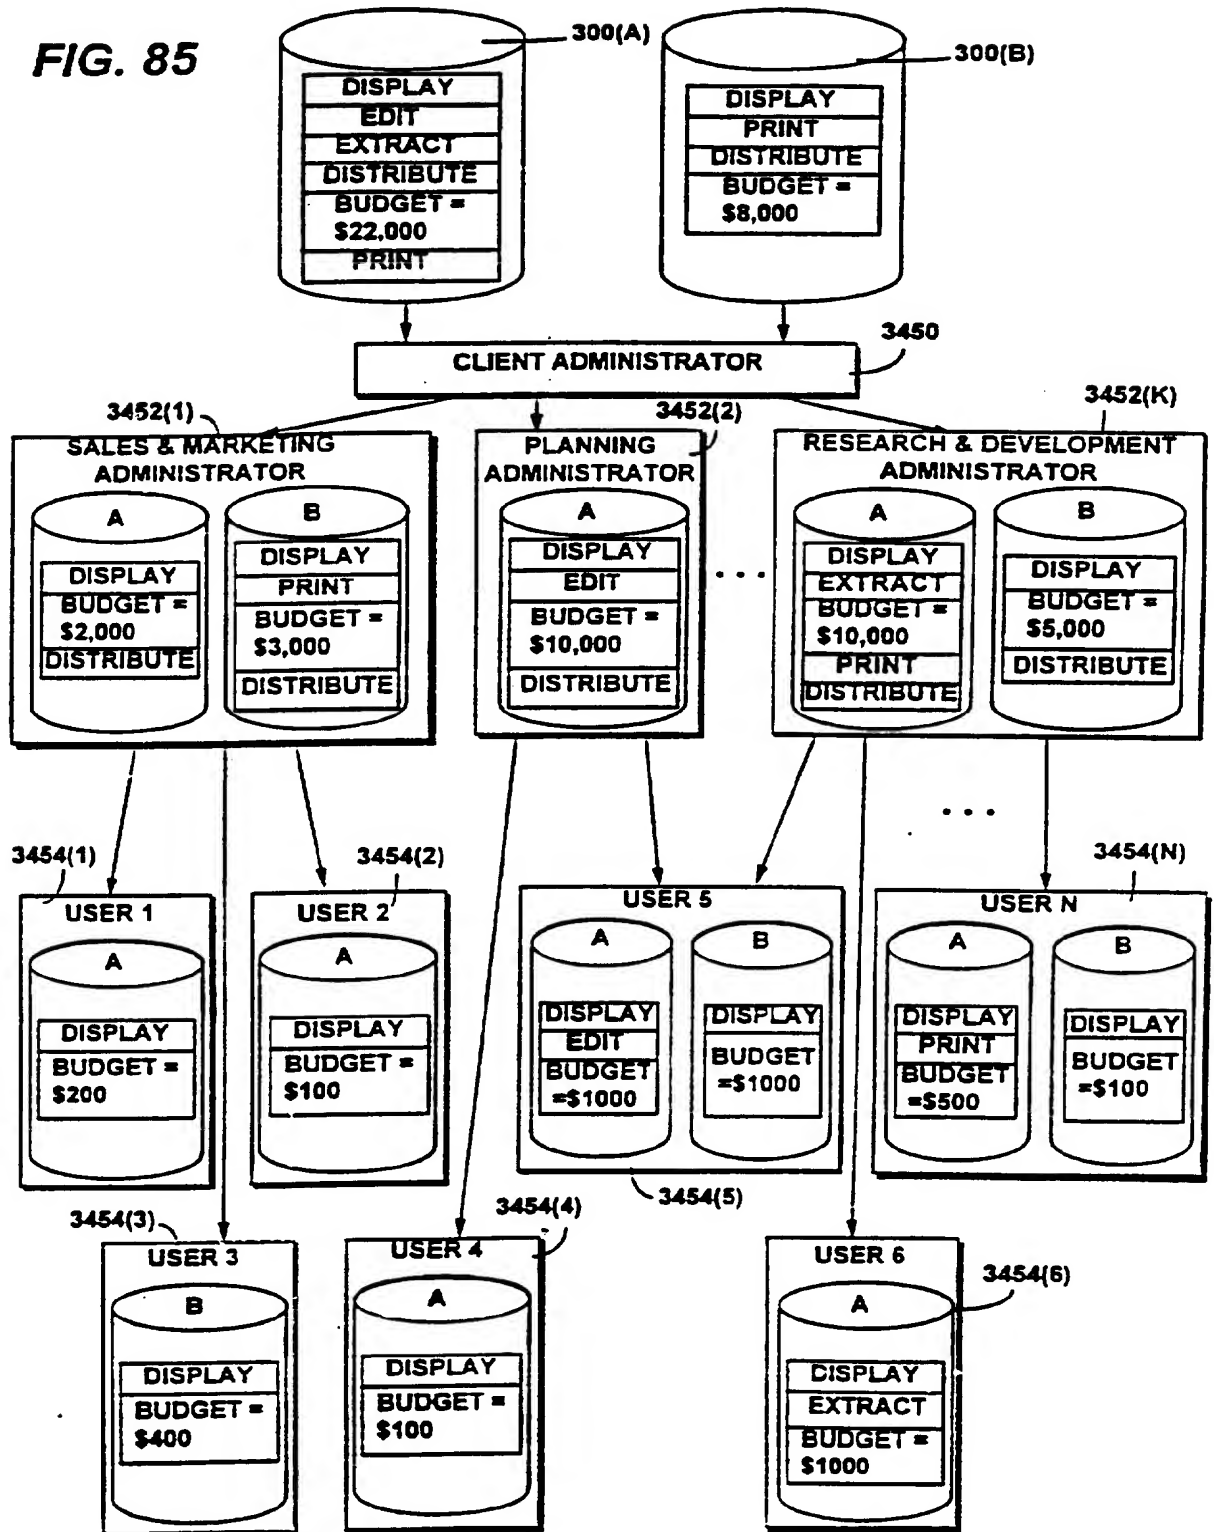 FIG. 85
300(A)
DISPLAY
EDIT
EXTRACT
DISTRIBUTE
BUDGET =
$22,000
PRINT
300(B)
DISPLAY
PRINT
DISTRIBUTE
BUDGET =
$8,000
CLIENT ADMINISTRATOR
3450
3452(1)
SALES & MARKETING
ADMINISTRATOR
A
DISPLAY
BUDGET =
$2,000
DISTRIBUTE
B
DISPLAY
PRINT
BUDGET =
$3,000
DISTRIBUTE
3452(2)
PLANNING
ADMINISTRATOR
A
DISPLAY
EDIT
BUDGET =
$10,000
DISTRIBUTE
. . .
3452(K)
RESEARCH & DEVELOPMENT
ADMINISTRATOR
A
DISPLAY
EXTRACT
BUDGET =
$10,000
PRINT
DISTRIBUTE
B
DISPLAY
BUDGET =
$5,000
DISTRIBUTE
. . .
3454(1)
USER 1
A
DISPLAY
BUDGET =
$200
3454(2)
USER 2
A
DISPLAY
BUDGET =
$100
USER 5
A
DISPLAY
EDIT
BUDGET
=$1000
B
DISPLAY
BUDGET
=$1000
3454(5)
3454(N)
USER N
A
DISPLAY
PRINT
BUDGET
=$500
B
DISPLAY
BUDGET
=$100
3454(3)
USER 3
B
DISPLAY
BUDGET =
$400
3454(4)
USER 4
A
DISPLAY
BUDGET =
$100
USER 6
3454(6)
A
DISPLAY
EXTRACT
BUDGET =
$1000